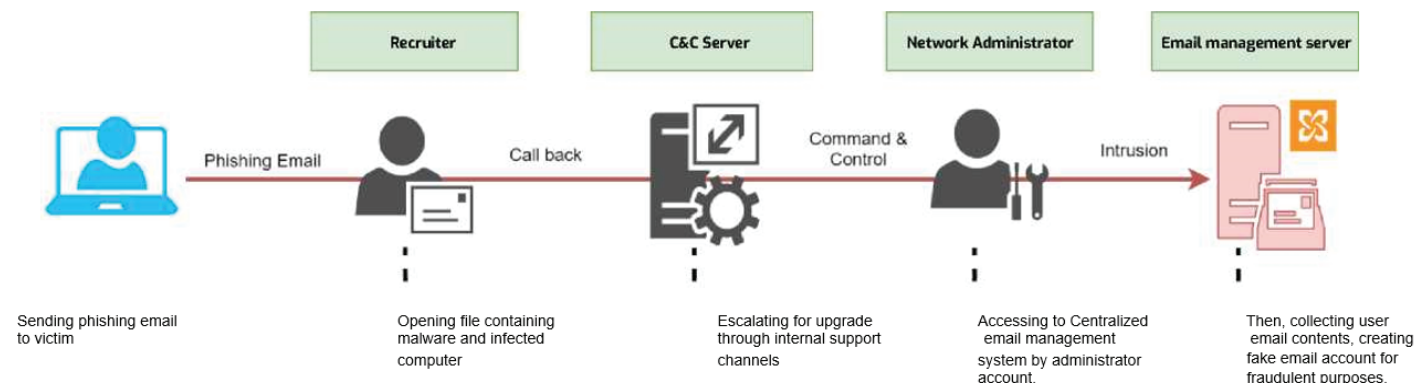 Recruiter
C&C Server
Network Administrator
Email management server
Phishing Email
Call back
Command &
Control
Intrusion
Sending phishing email
to victim
Opening file containing
malware and infected
computer
Escalating for upgrade
through internal support
channels
Accessing to Centralized
email management
system by administrator
account.
Then, collecting user
email contents, creating
fake email account for
fraudulent purposes.